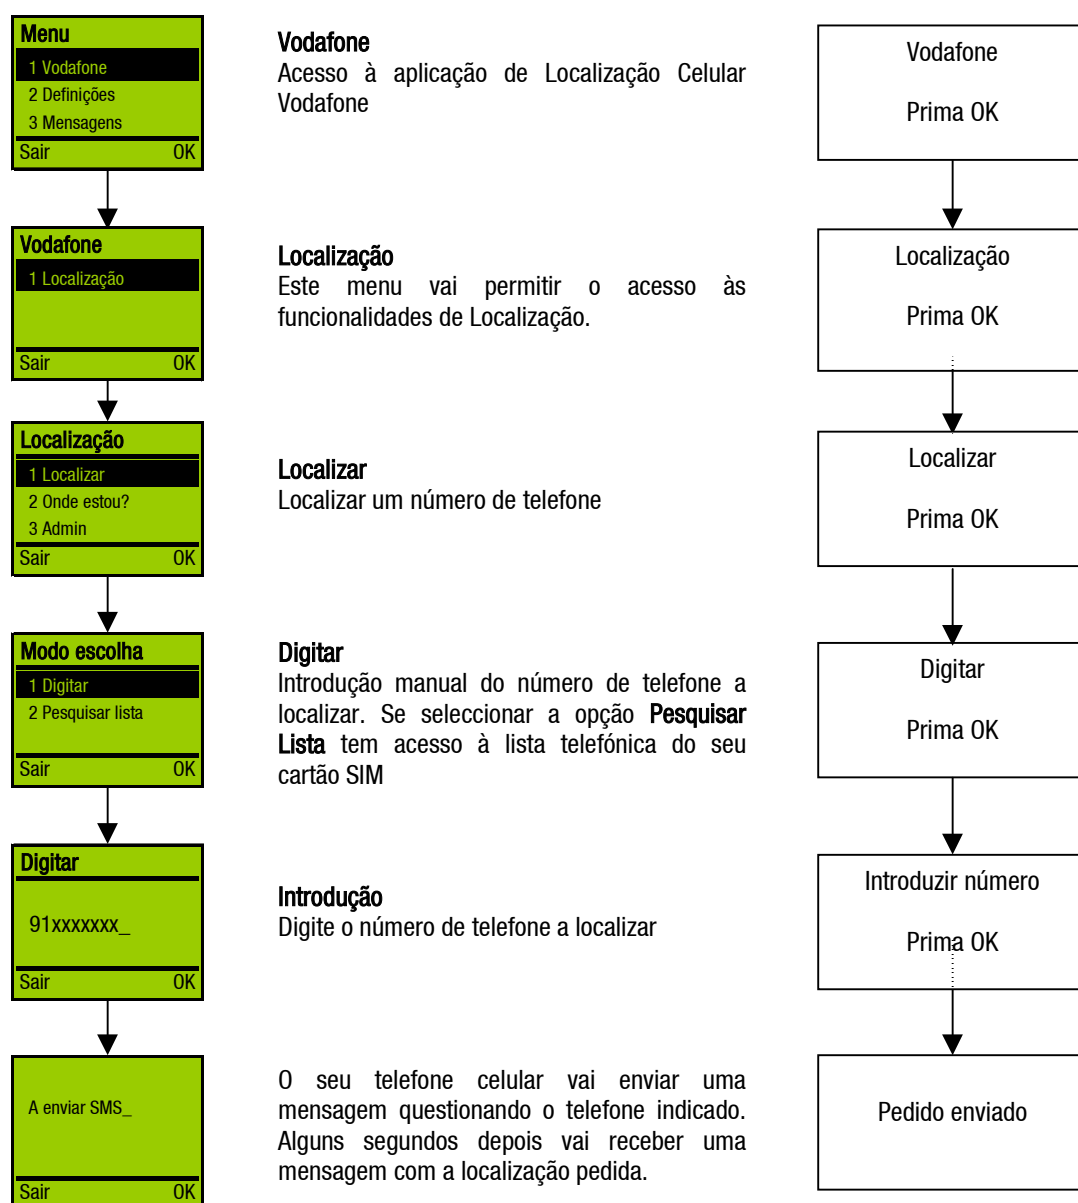 Menu
1 Vodafone
2 Definições
3 Mensagens
Sair OK
Vodafone
Acesso à aplicação de Localização Celular
Vodafone
Vodafone
Prima OK
Vodafone
1 Localização
Sair OK
Localização
Este menu vai permitir o acesso às
funcionalidades de Localização.
Localização
Prima OK
Localização
1 Localizar
2 Onde estou?
3 Admin
Sair OK
Localizar
Localizar um número de telefone
Localizar
Prima OK
Modo escolha
1 Digitar
2 Pesquisar lista
Sair OK
Digitar
Introdução manual do número de telefone a
localizar. Se seleccionar a opção Pesquisar
Lista tem acesso à lista telefónica do seu
cartão SIM
Digitar
Prima OK
Digitar
91xxxxxxx_
Sair OK
Introdução
Digite o número de telefone a localizar
Introduzir número
Prima OK
A enviar SMS_
Sair OK
O seu telefone celular vai enviar uma
mensagem questionando o telefone indicado.
Alguns segundos depois vai receber uma
mensagem com a localização pedida.
Pedido enviado